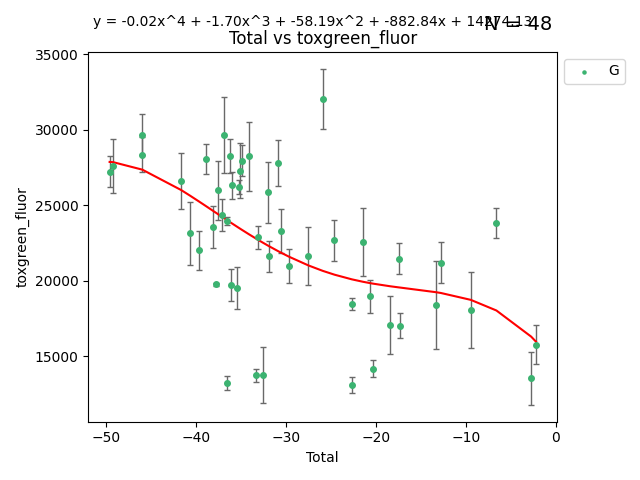 y = -0.02x^4 + -1.70x^3 + -58.19x^2 + -882.84x +
N = 48
Total vs toxgreen_fluor
G
35000
30000
25000
20000
15000
toxgreen_fluor
−50
−40
−30
−20
−10
0
Total